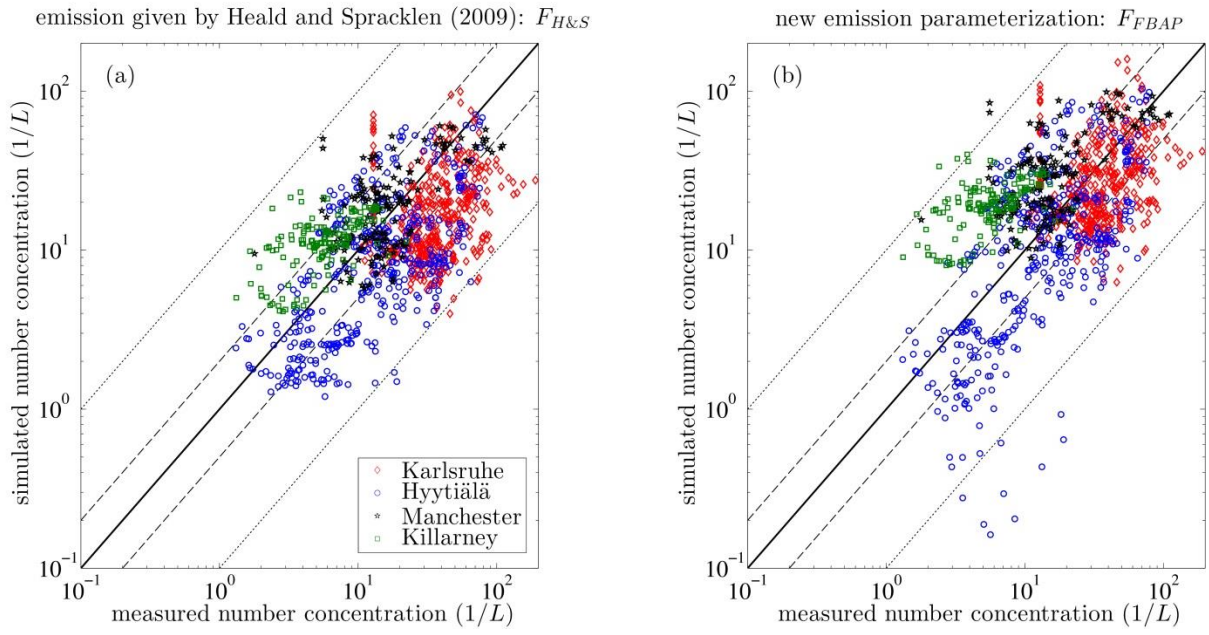 emission given by Heald and Spracklen (2009): F_{H&S}
(a)
simulated number concentration (1/L)
10^2
10^1
10^0
10^{-1}
Karlsruhe
Hyytiälä
Manchester
Killarney
10^{-1} 10^0 10^1 10^2
measured number concentration (1/L)
new emission parameterization: F_{FBAP}
(b)
simulated number concentration (1/L)
10^2
10^1
10^0
10^{-1}
10^{-1} 10^0 10^1 10^2
measured number concentration (1/L)